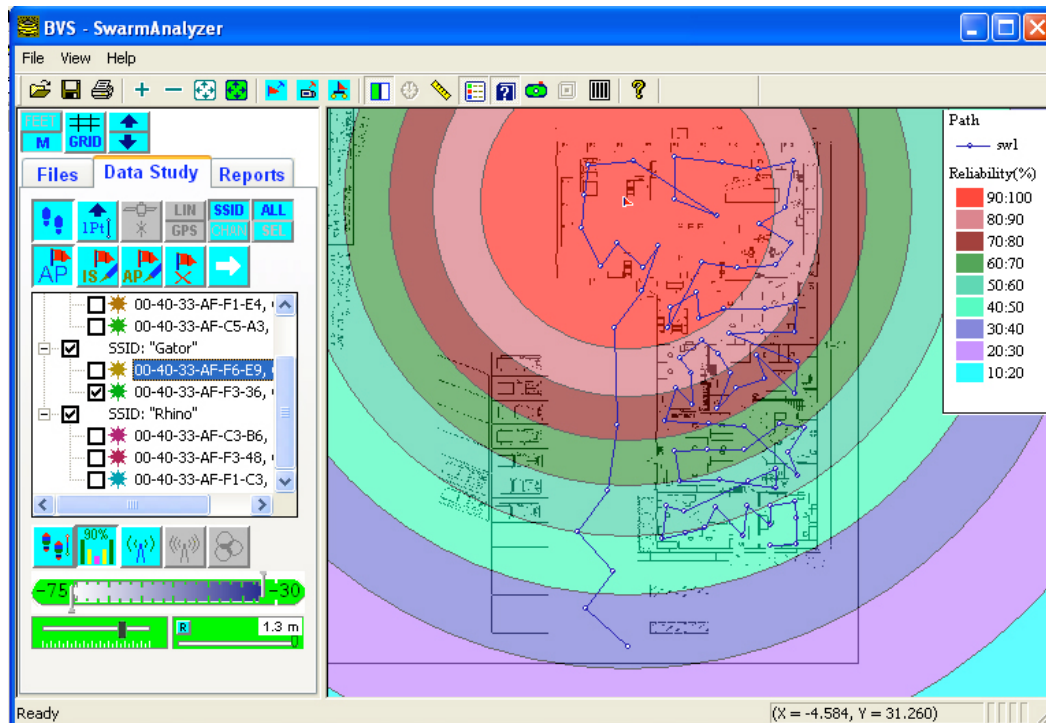 BVS - SwarmAnalyzer
File View Help
FEET
M
GRID
Files Data Study Reports
1Pt
LIN
GPS
SSID
CHAN
ALL
SEL
AP
IS
AP
00-40-33-AF-F1-E4,
00-40-33-AF-C5-A3,
SSID: "Gator"
00-40-33-AF-F6-E9,
00-40-33-AF-F3-36,
SSID: "Rhino"
00-40-33-AF-C3-B6,
00-40-33-AF-F3-48,
00-40-33-AF-F1-C3,
90%
-75
-30
R
1.3 m
Path
sw1
Reliability(%)
90:100
80:90
70:80
60:70
50:60
40:50
30:40
20:30
10:20
Ready
(X = -4.584, Y = 31.260)